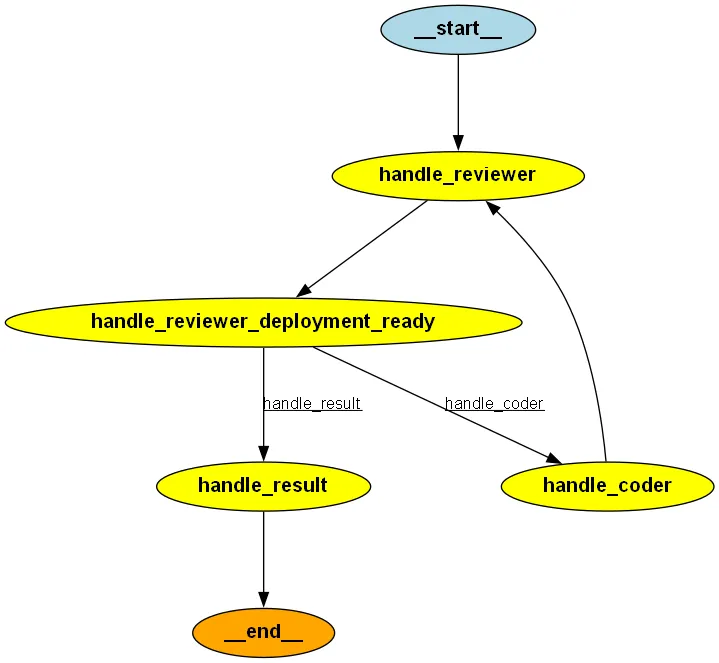 __start__
handle_reviewer
handle_reviewer_deployment_ready
handle_result
handle_coder
handle_result
handle_coder
__end__